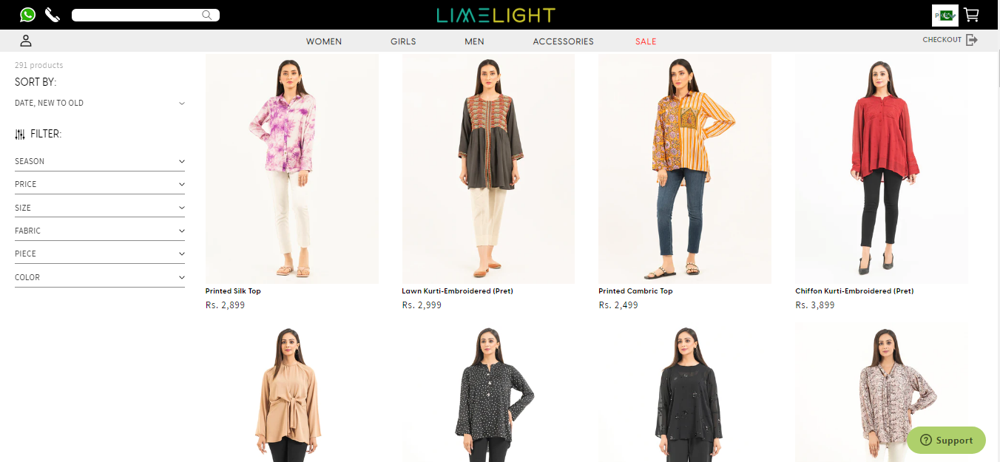 LIMELIGHT
P
WOMEN
GIRLS
MEN
ACCESSORIES
SALE
CHECKOUT
291 products
SORT BY:
DATE, NEW TO OLD
FILTER:
SEASON
PRICE
SIZE
FABRIC
PIECE
COLOR
Printed Silk Top
Rs. 2,899
Lawn Kurti-Embroidered (Pret)
Rs. 2,999
Printed Cambric Top
Rs. 2,499
Chiffon Kurti-Embroidered (Pret)
Rs. 3,899
Support